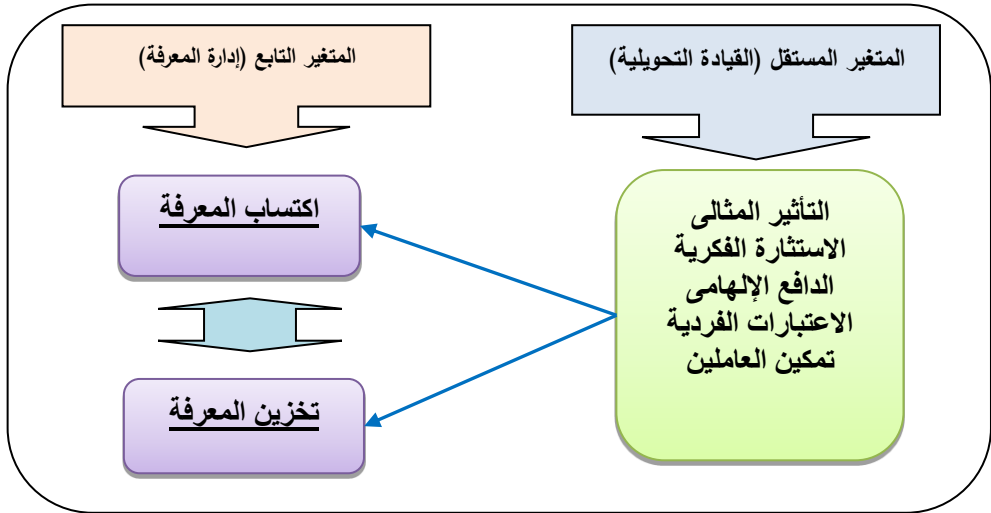 المتغير المستقل (القيادة التحويلية)
المتغير التابع (إدارة المعرفة)
التأثير المثالى
الاستثارة الفكرية
الدافع الإلهامى
الاعتبارات الفردية
تمكين العاملين
اكتساب المعرفة
تخزين المعرفة